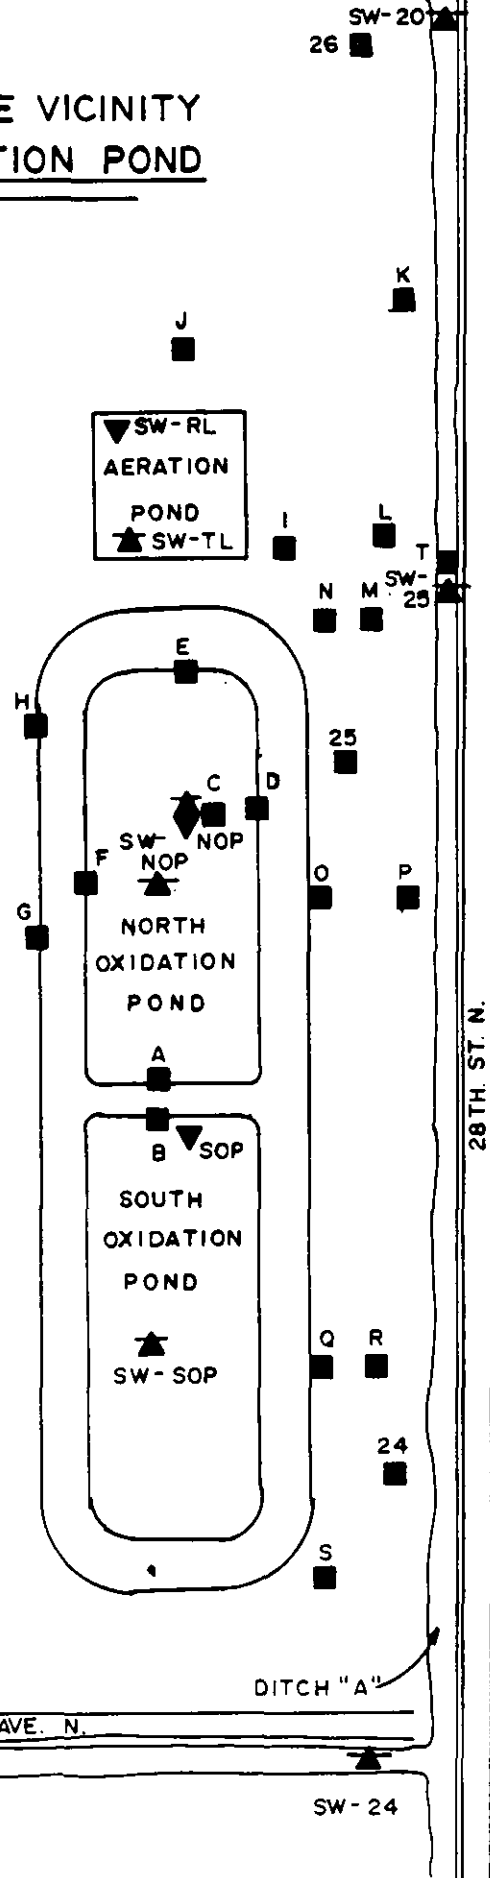 SW-20
26
E VICINITY
TION POND
K
J
SW-RL
AERATION
POND
SW-TL
I
L
T
SW-
25
N
M
E
H
25
C
D
SW-
NOP
NOP
F
O
P
G
NORTH
OXIDATION
POND
28TH. ST. N.
A
B
SOP
SOUTH
OXIDATION
POND
Q
R
SW-SOP
24
S
DITCH "A"
AVE. N.
SW-24